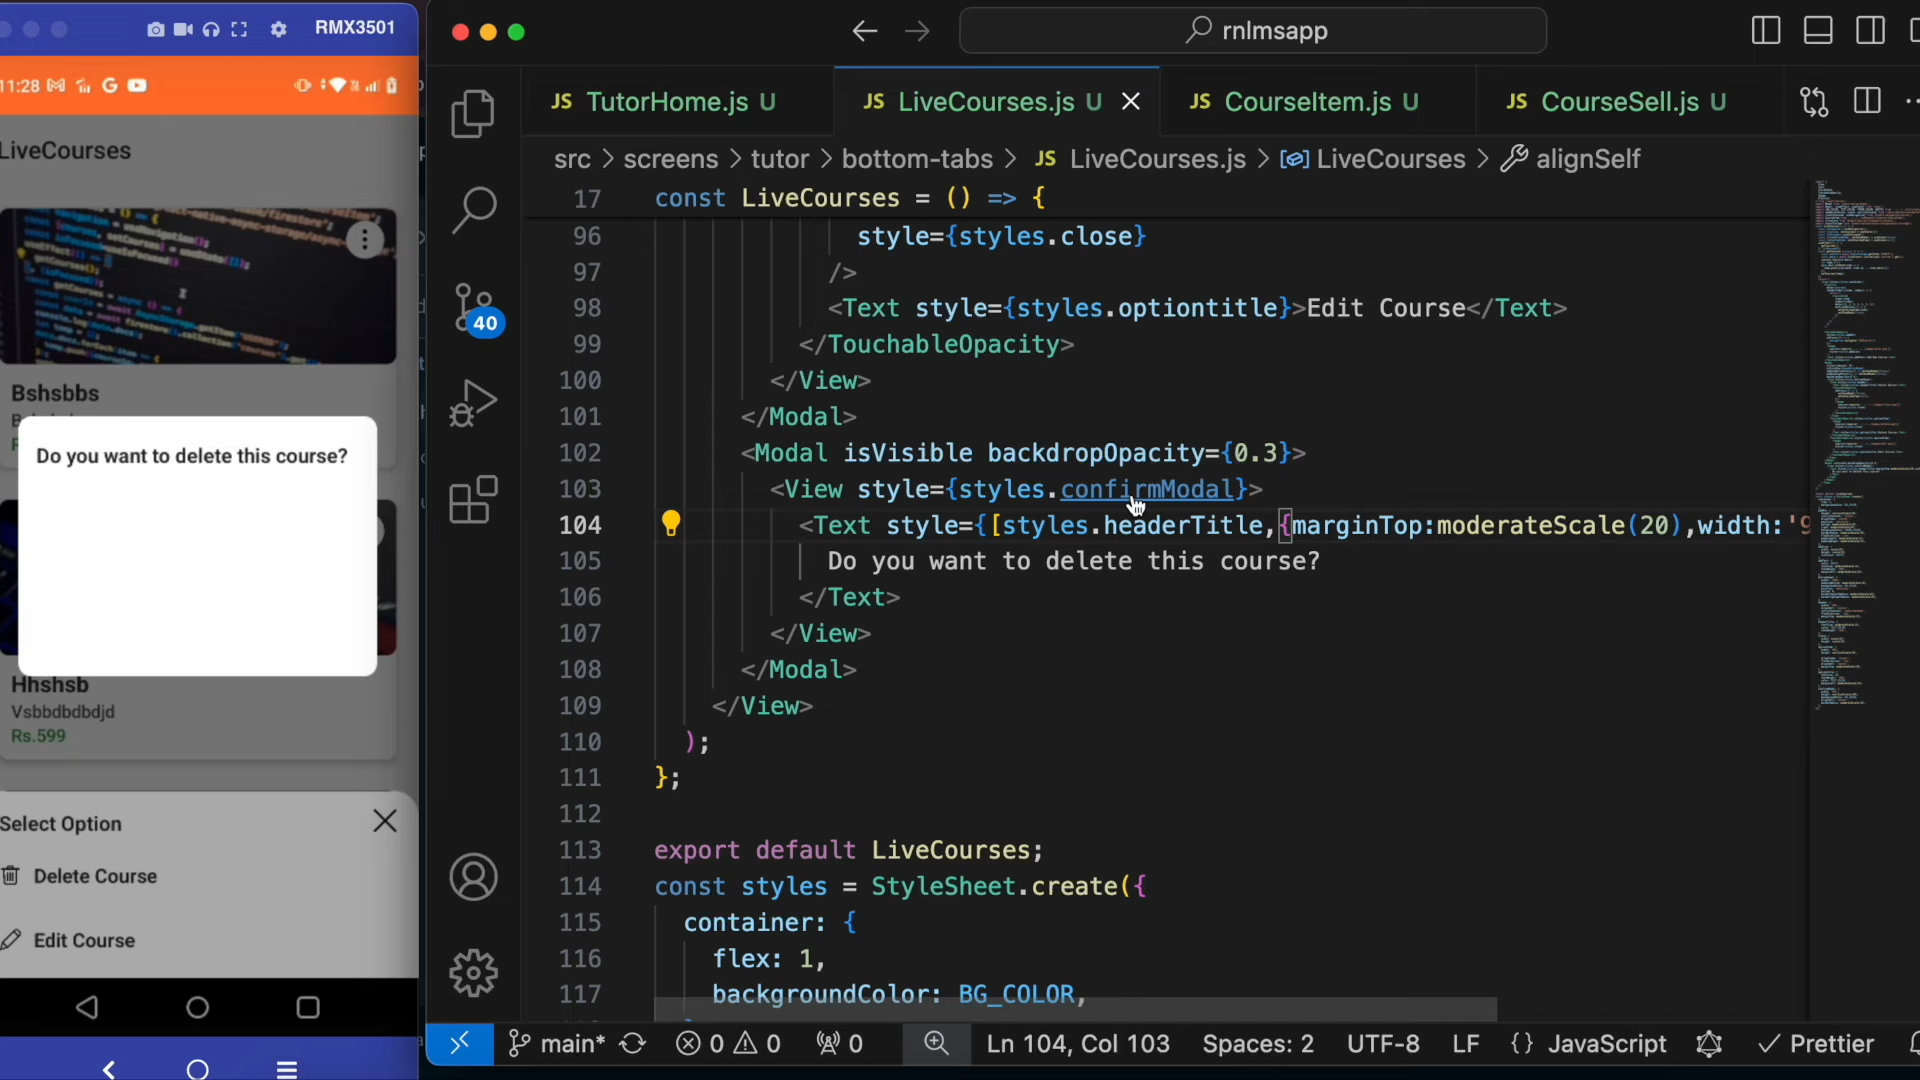 RMX3501
11:28
LiveCourses
Bshsbbs
Do you want to delete this course?
Hhshsb
Vsbbdbdbdjd
Rs.599
Select Option
Delete Course
Edit Course
rnlmsapp
JS TutorHome.js U
JS LiveCourses.js U
JS CourseItem.js U
JS CourseSell.js U
src > screens > tutor > bottom-tabs > JS LiveCourses.js > LiveCourses > alignSelf
17 const LiveCourses = () => {
96 style={styles.close}
97 />
98 <Text style={styles.optiontitle}>Edit Course</Text>
99 </TouchableOpacity>
100 </View>
101 </Modal>
102 <Modal isVisible backdropOpacity={0.3}>
103 <View style={styles.confirmModal}>
104 <Text style={[styles.headerTitle,{marginTop:moderateScale(20),width:'9
105 Do you want to delete this course?
106 </Text>
107 </View>
108 </Modal>
109 </View>
110 );
111 };
112
113 export default LiveCourses;
114 const styles = StyleSheet.create({
115 container: {
116 flex: 1,
117 backgroundColor: BG_COLOR,
40
main* 0 0 0 Ln 104, Col 103 Spaces: 2 UTF-8 LF {} JavaScript Prettier